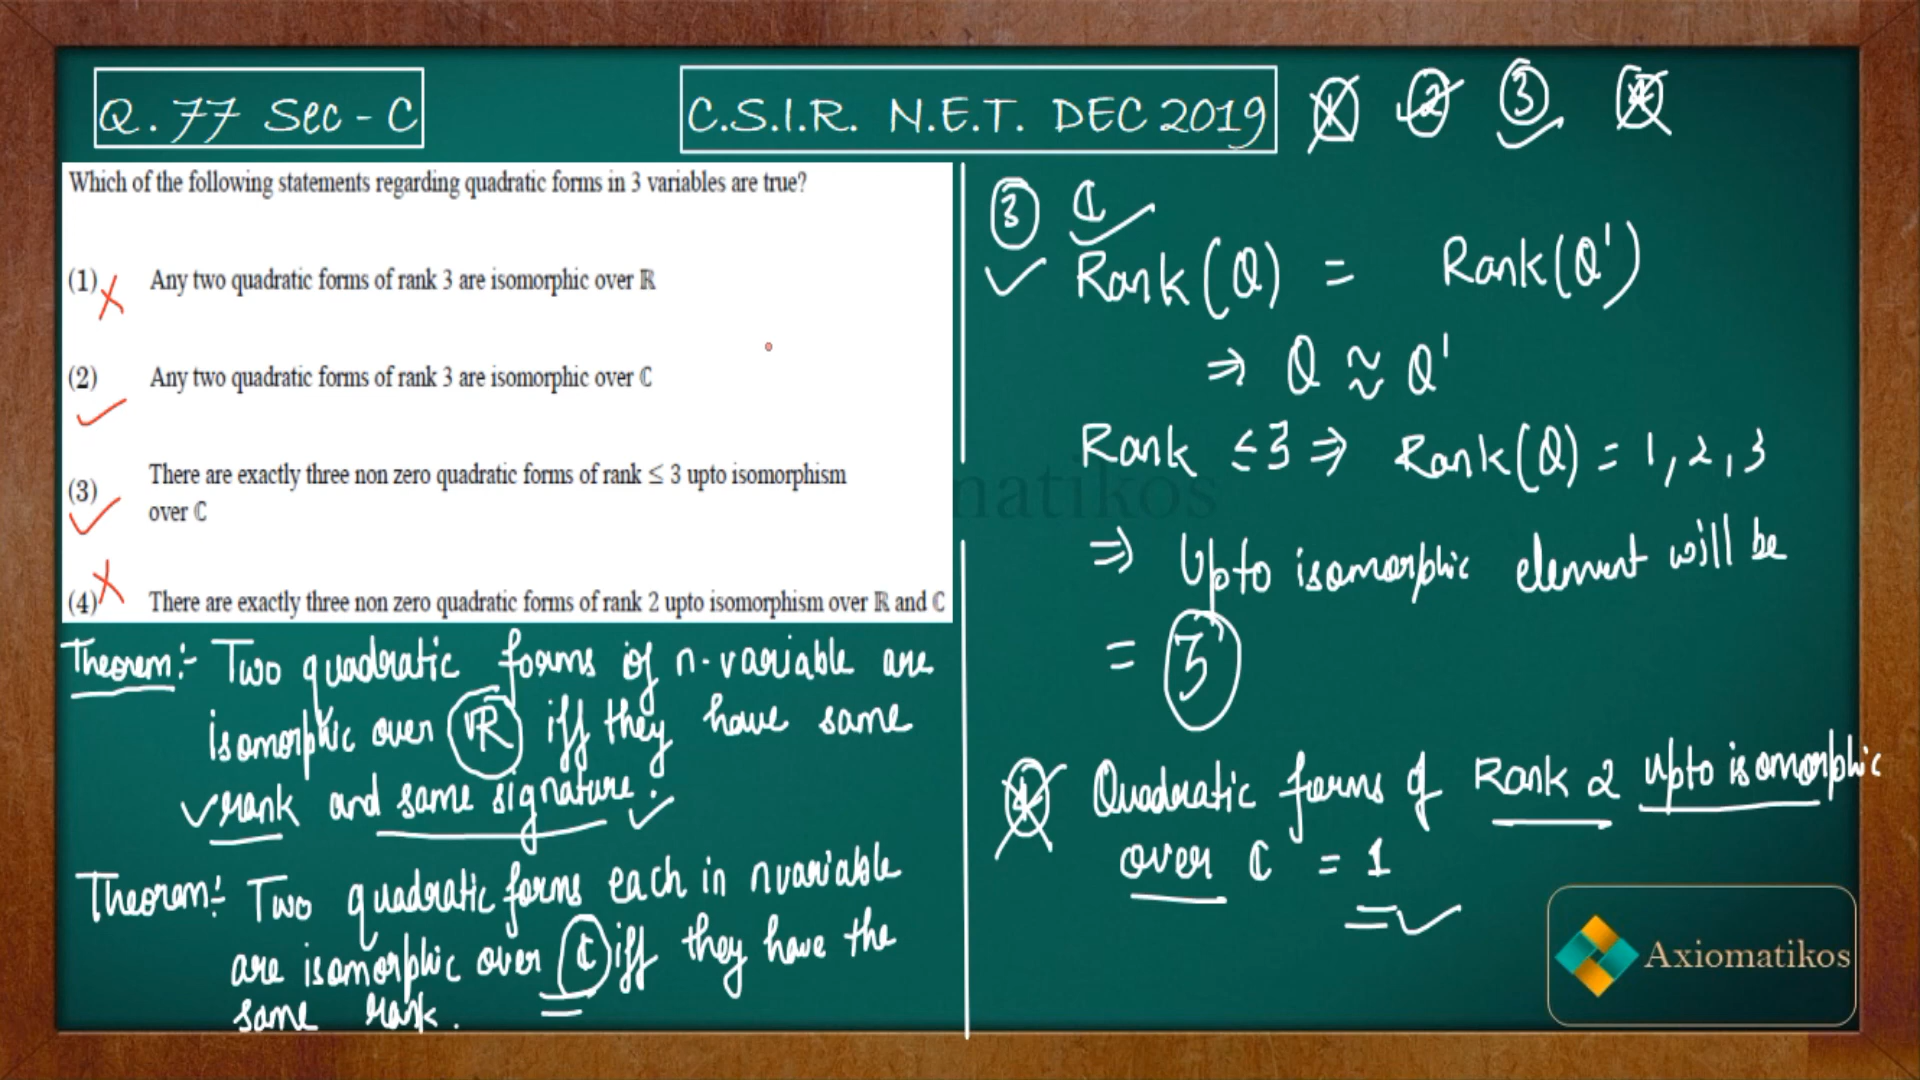 Q. 77 Sec - C
C.S.I.R. N.E.T. DEC 2019
1 2 3 4
Which of the following statements regarding quadratic forms in 3 variables are true?
(1) Any two quadratic forms of rank 3 are isomorphic over ℝ
(2) Any two quadratic forms of rank 3 are isomorphic over ℂ
(3) There are exactly three non zero quadratic forms of rank ≤ 3 upto isomorphism
over ℂ
(4) There are exactly three non zero quadratic forms of rank 2 upto isomorphism over ℝ and ℂ
Theorem:- Two quadratic forms of n-variable are
isomorphic over ℝ iff they have same
rank and same signature.
Theorem:- Two quadratic forms each in n variable
are isomorphic over ℂ iff they have the
same rank.
3 ℂ
Rank(Q) = Rank(Q')
⇒ Q ≈ Q'
Rank ≤ 3 ⇒ Rank(Q) = 1, 2, 3
matikos
⇒ Upto isomorphic element will be
= 3
4 Quadratic forms of Rank 2 upto isomorphic
over ℂ = 1
Axiomatikos